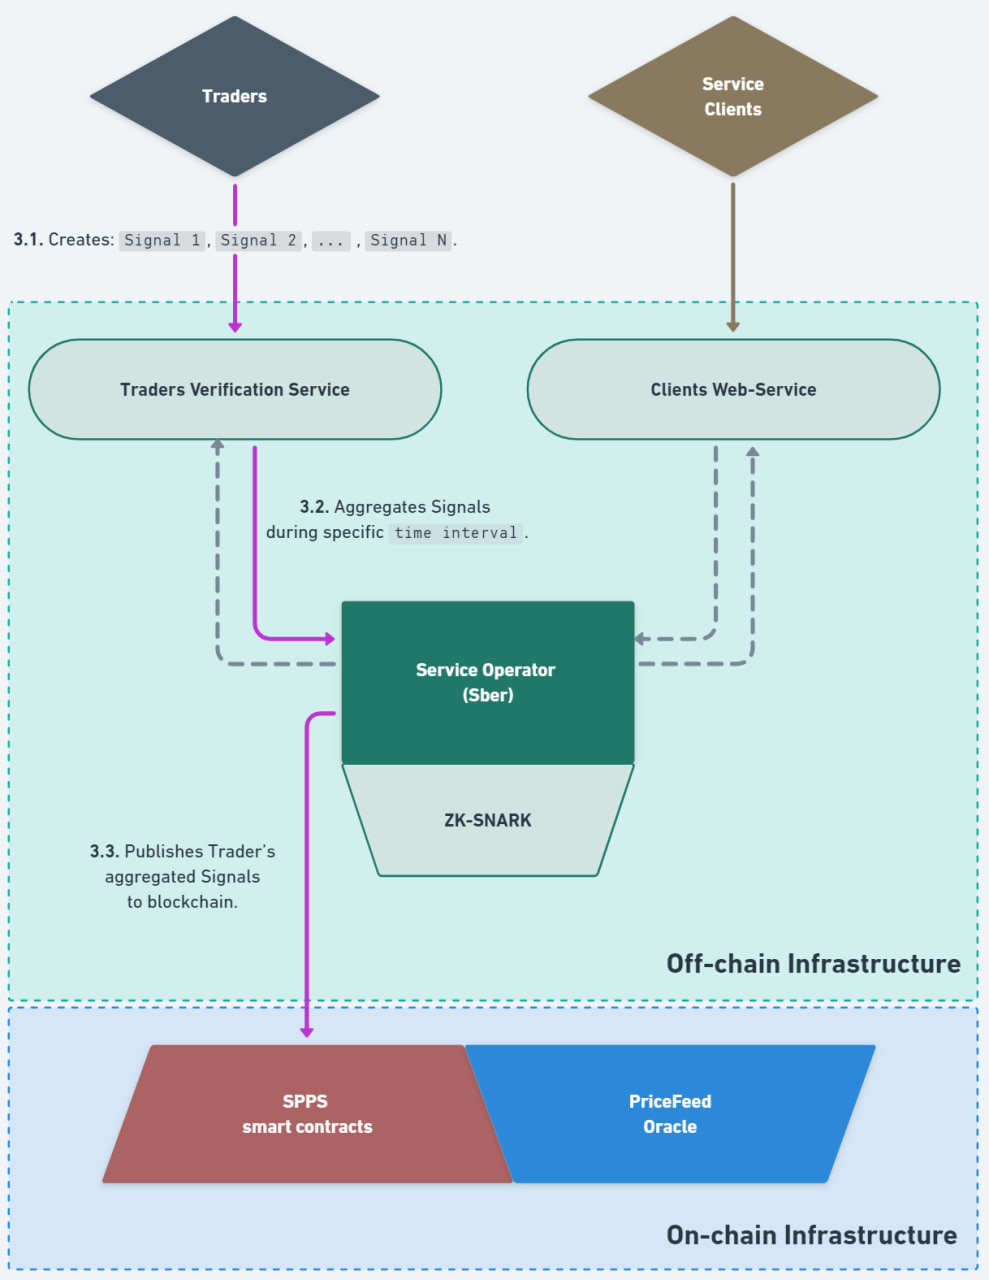 Traders
Service
Clients
3.1. Creates: Signal 1, Signal 2, ... , Signal N.
Traders Verification Service
Clients Web-Service
3.2. Aggregates Signals
during specific time interval.
Service Operator
(Sber)
ZK-SNARK
3.3. Publishes Trader’s
aggregated Signals
to blockchain.
Off-chain Infrastructure
SPPS
smart contracts
PriceFeed
Oracle
On-chain Infrastructure